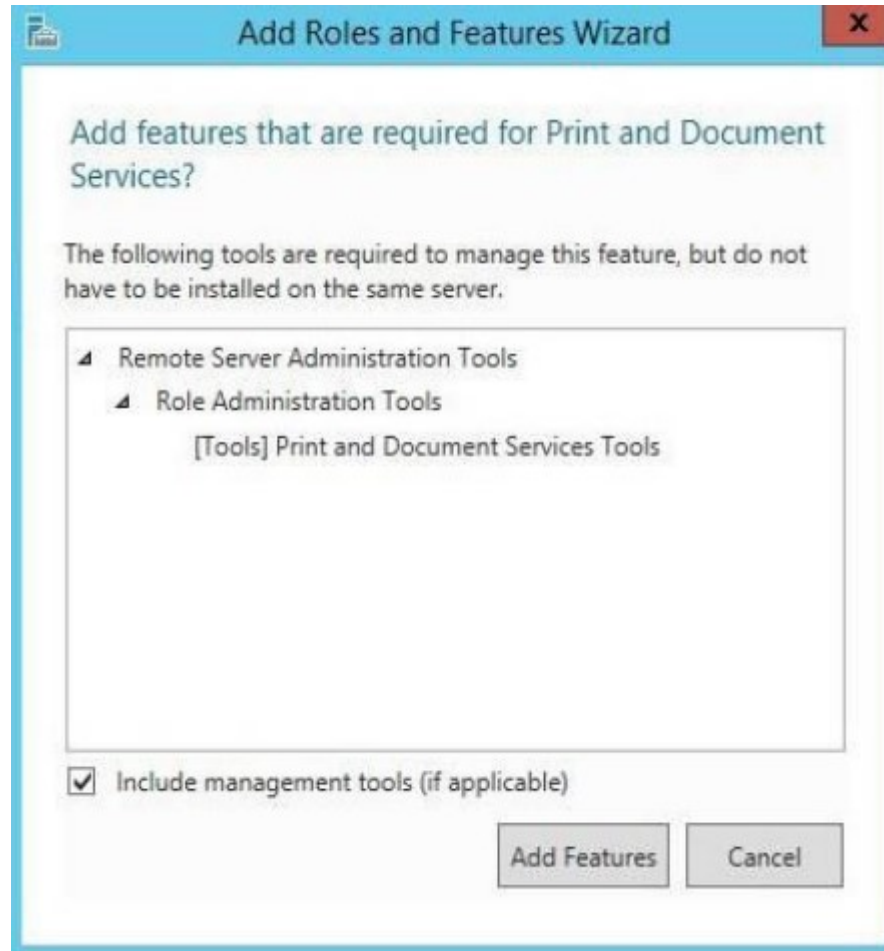 Add Roles and Features Wizard
x
Add features that are required for Print and Document
Services?
The following tools are required to manage this feature, but do not
have to be installed on the same server.
Remote Server Administration Tools
Role Administration Tools
[Tools] Print and Document Services Tools
Include management tools (if applicable)
Add Features
Cancel